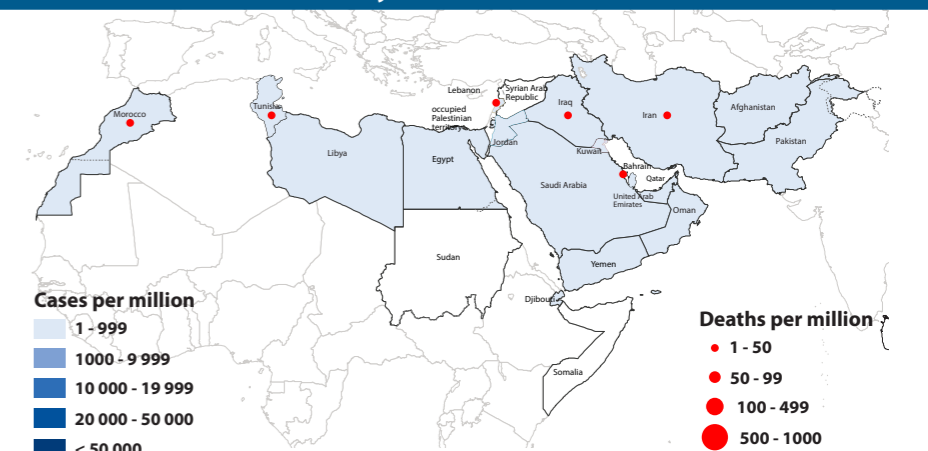 Lebanon
Syrian Arab
Republic
Morocco
Tunisia
occupied
Palestinian
territory
Iraq
Iran
Afghanistan
Pakistan
Jordan
Libya
Egypt
Kuwait
Bahrain
Qatar
Saudi Arabia
United Arab
Emirates
Oman
Sudan
Yemen
Djibouti
Somalia
Cases per million
1 - 999
1000 - 9 999
10 000 - 19 999
20 000 - 50 000
< 50 000
Deaths per million
1 - 50
50 - 99
100 - 499
500 - 1000